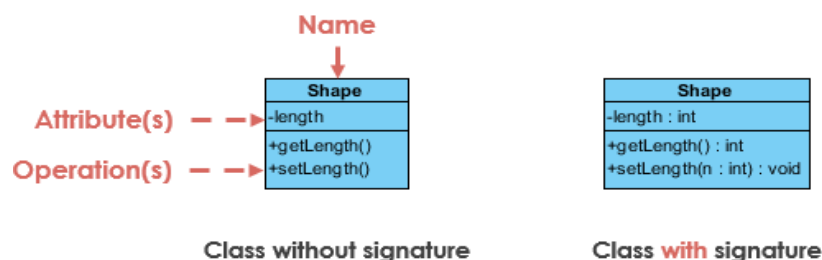 Name
Shape
Attribute(s)
-length
+getLength()
Operation(s)
+setLength()
Class without signature
Shape
-length : int
+getLength() : int
+setLength(n : int) : void
Class with signature